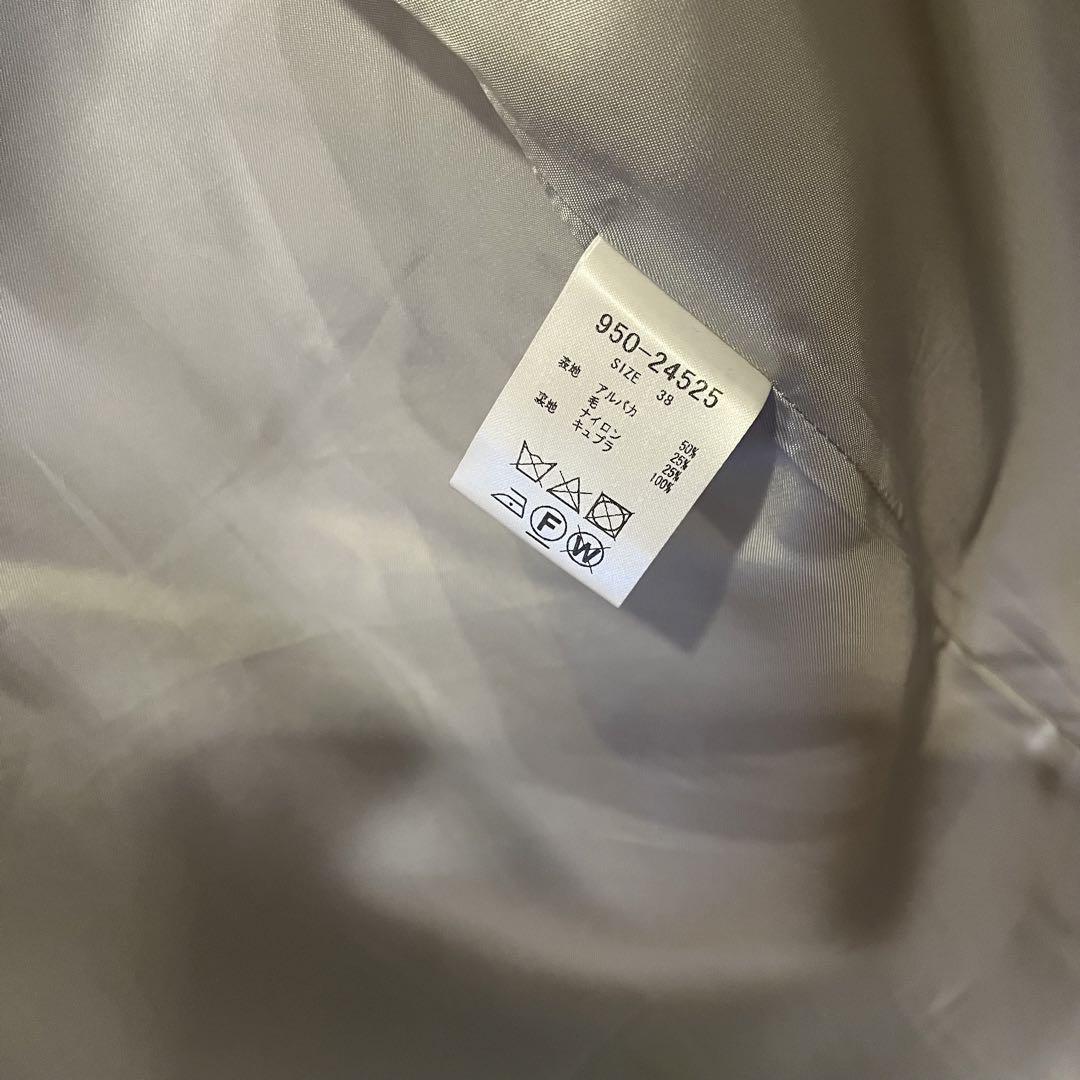 950-24525
SIZE 38
表地 アルパカ 50%
毛 25%
ナイロン 25%
裏地 キュプラ 100%
F W